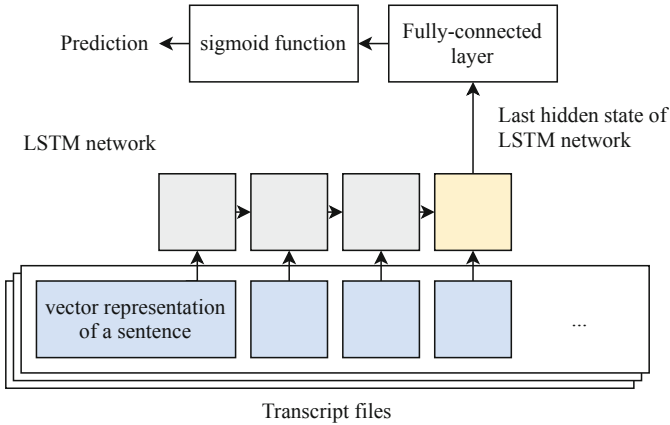 Prediction
sigmoid function
Fully-connected
layer
Last hidden state of
LSTM network
LSTM network
vector representation
of a sentence
...
Transcript files